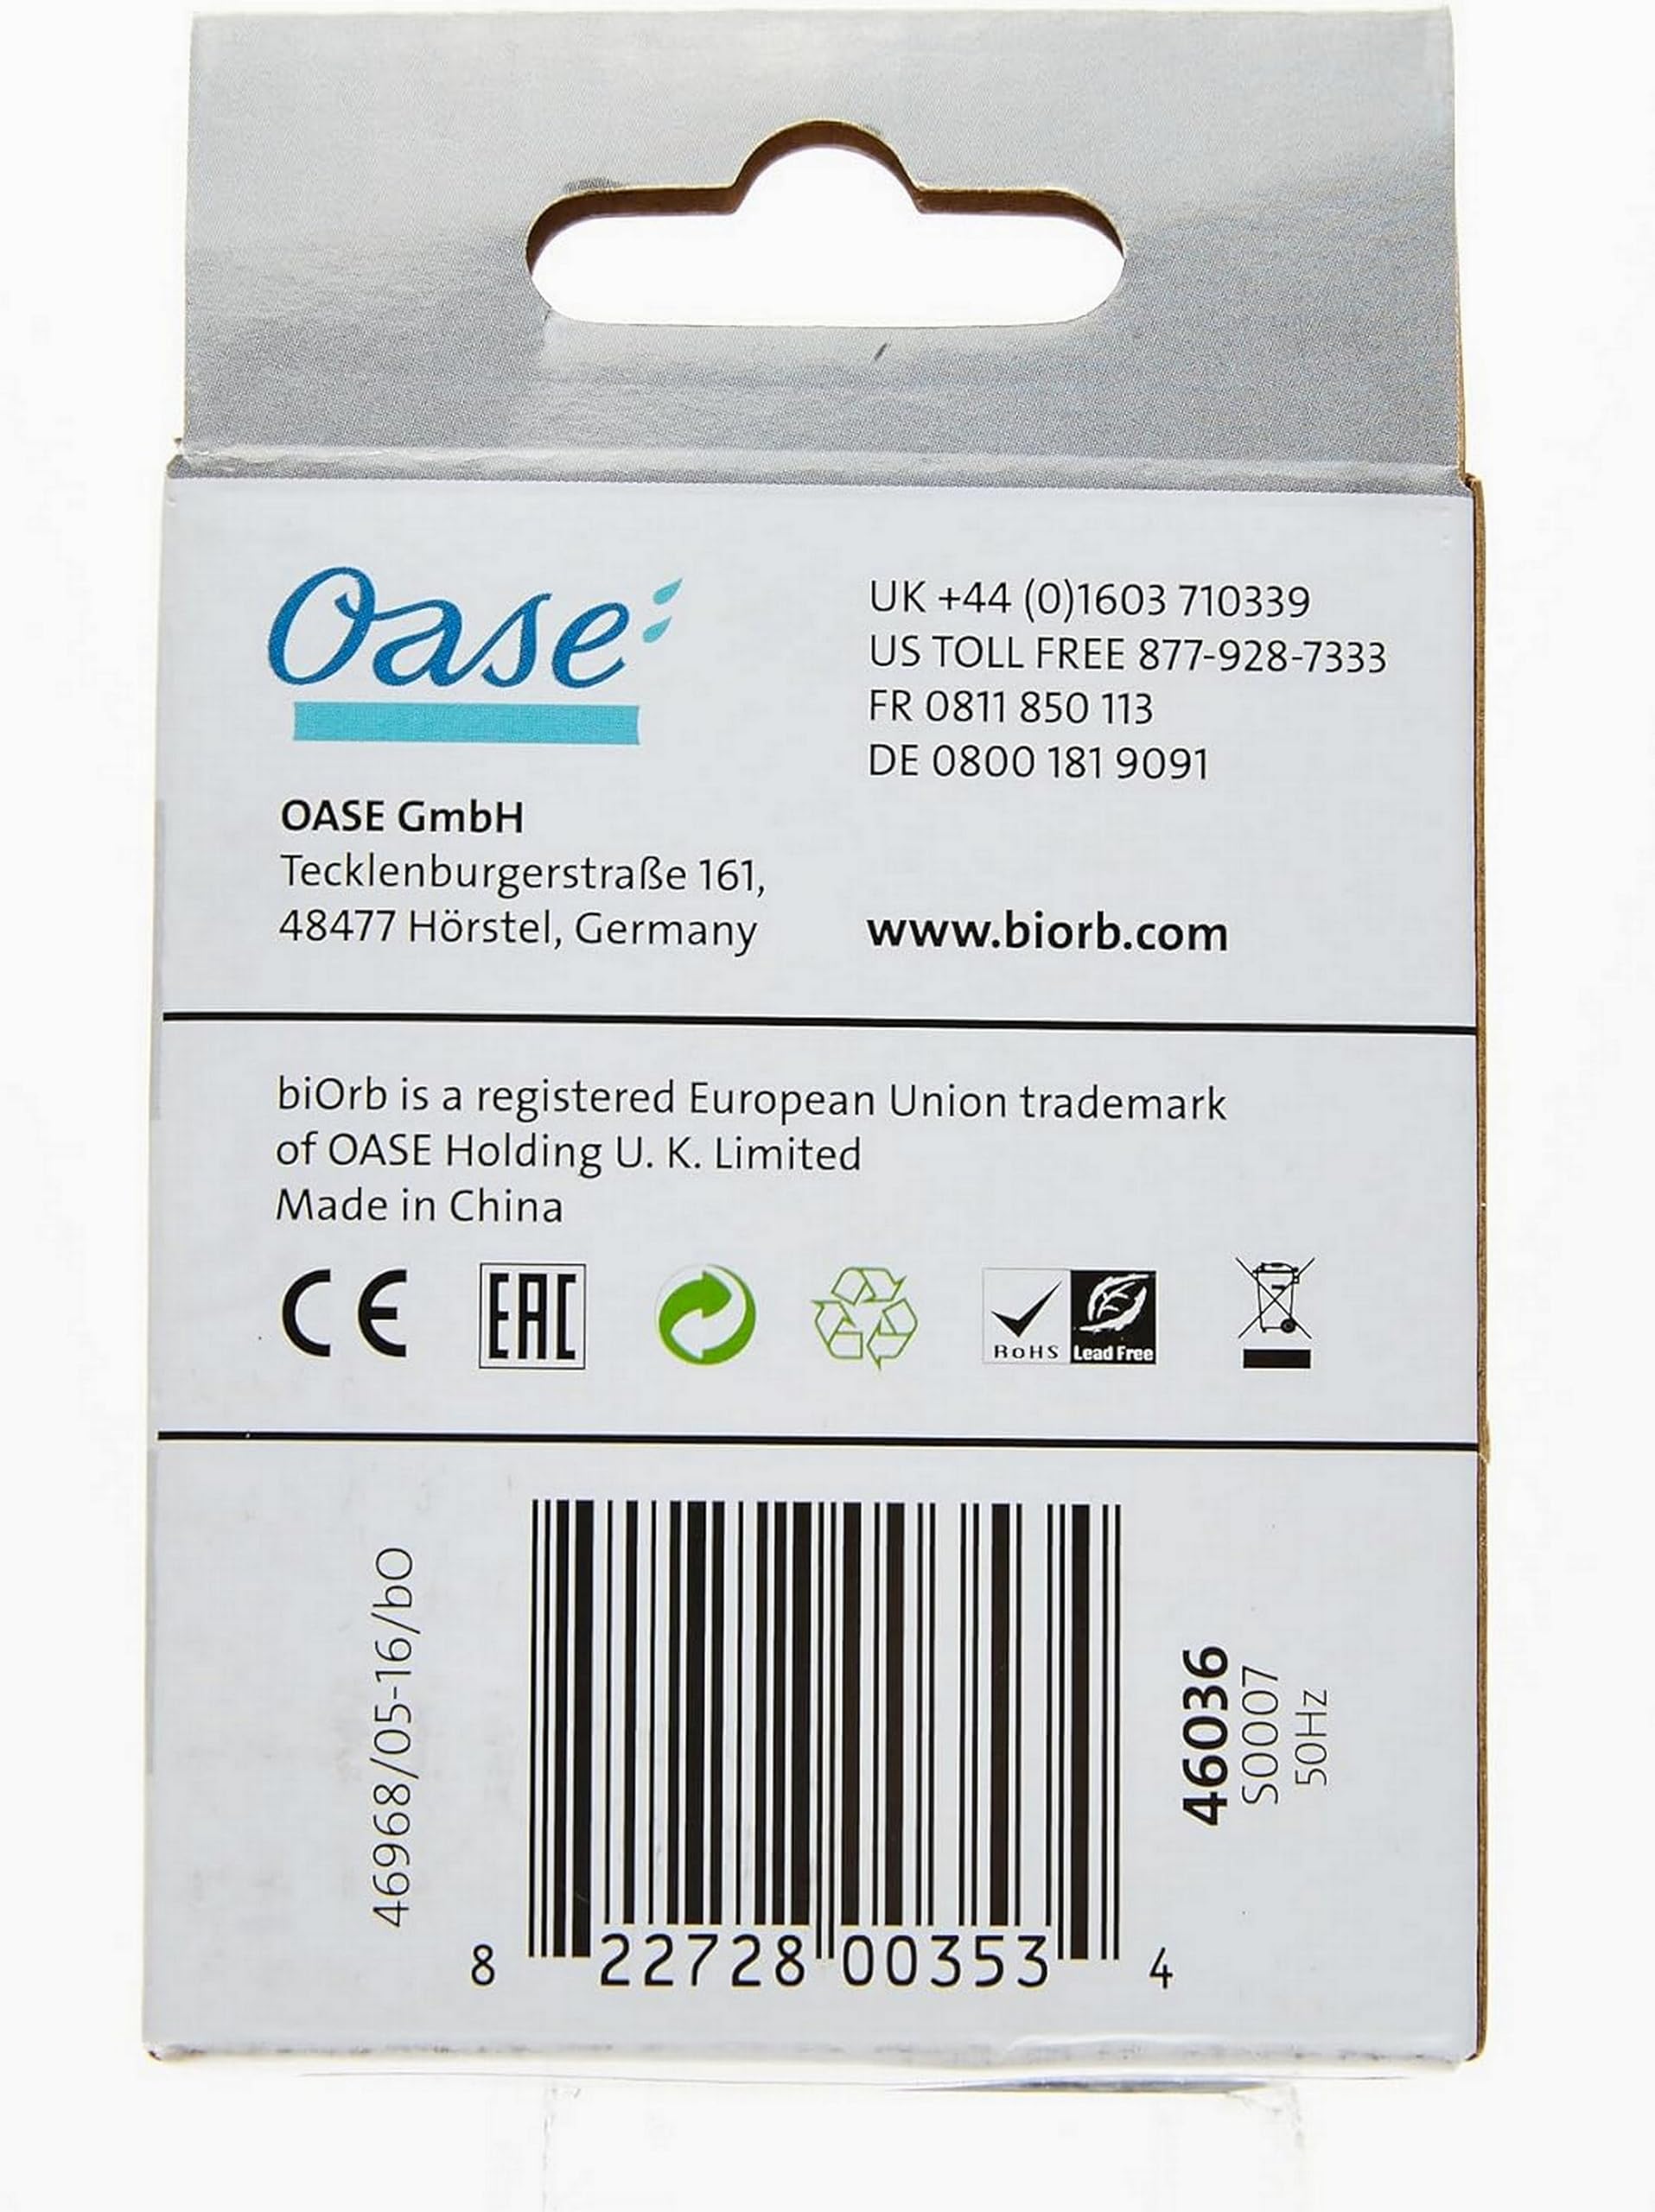 Oase
UK +44 (0)1603 710339
US TOLL FREE 877-928-7333
FR 0811 850 113
DE 0800 181 9091
OASE GmbH
Tecklenburgerstraße 161,
48477 Hörstel, Germany
www.biorb.com
biOrb is a registered European Union trademark
of OASE Holding U. K. Limited
Made in China
CE
EAC
RoHS
Lead Free
46968/05-16/bO
8 22728 00353 4
46036
S0007
50Hz